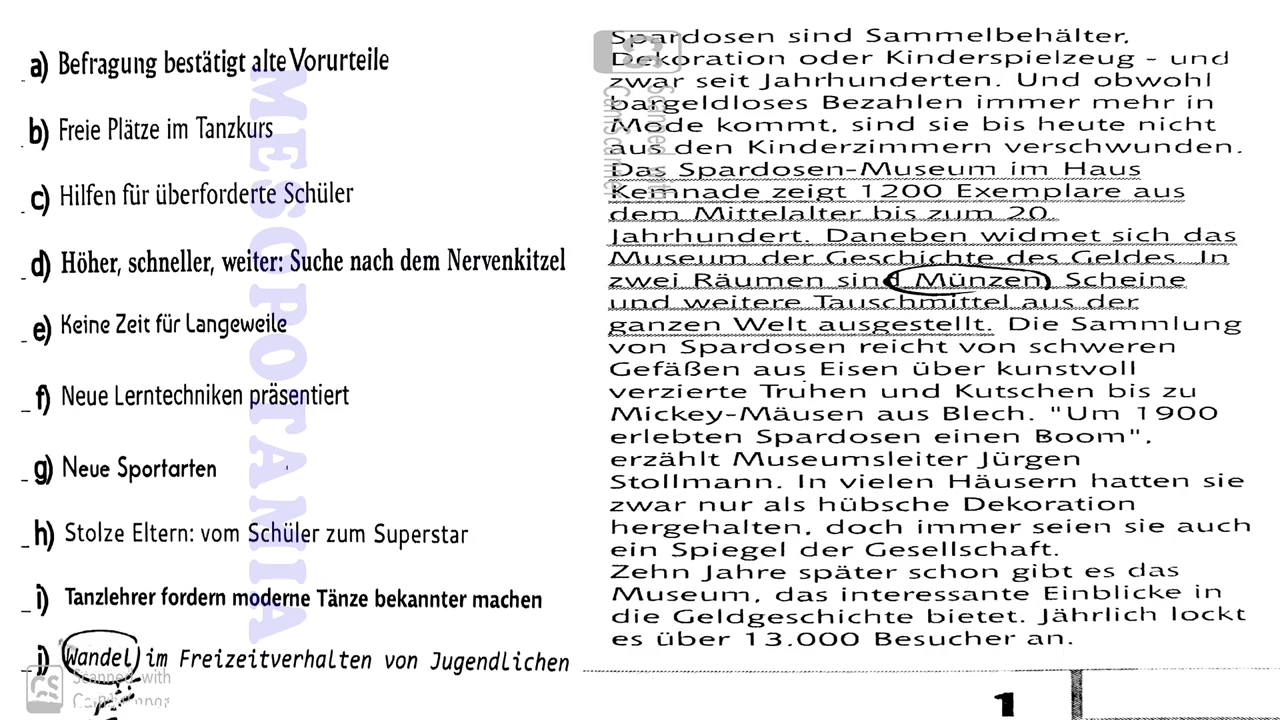 a) Befragung bestätigt alte Vorurteile
b) Freie Plätze im Tanzkurs
c) Hilfen für überforderte Schüler
d) Höher, schneller, weiter: Suche nach dem Nervenkitzel
e) Keine Zeit für Langeweile
f) Neue Lerntechniken präsentiert
g) Neue Sportarten
h) Stolze Eltern: vom Schüler zum Superstar
i) Tanzlehrer fordern moderne Tänze bekannter machen
j) Wandel im Freizeitverhalten von Jugendlichen
MESOPOTAMIA
CS
Scanned with
CamScanner
Spardosen sind Sammelbehälter,
Dekoration oder Kinderspielzeug - und
zwar seit Jahrhunderten. Und obwohl
bargeldloses Bezahlen immer mehr in
Mode kommt, sind sie bis heute nicht
aus den Kinderzimmern verschwunden.
Das Spardosen-Museum im Haus
Kemnade zeigt 1200 Exemplare aus
dem Mittelalter bis zum 20.
Jahrhundert. Daneben widmet sich das
Museum der Geschichte des Geldes. In
zwei Räumen sind Münzen, Scheine
und weitere Tauschmittel aus der
ganzen Welt ausgestellt. Die Sammlung
von Spardosen reicht von schweren
Gefäßen aus Eisen über kunstvoll
verzierte Truhen und Kutschen bis zu
Mickey-Mäusen aus Blech. "Um 1900
erlebten Spardosen einen Boom",
erzählt Museumsleiter Jürgen
Stollmann. In vielen Häusern hatten sie
zwar nur als hübsche Dekoration
hergehalten, doch immer seien sie auch
ein Spiegel der Gesellschaft.
Zehn Jahre später schon gibt es das
Museum, das interessante Einblicke in
die Geldgeschichte bietet. Jährlich lockt
es über 13.000 Besucher an.
CS
Scanned with
CamScanner
1